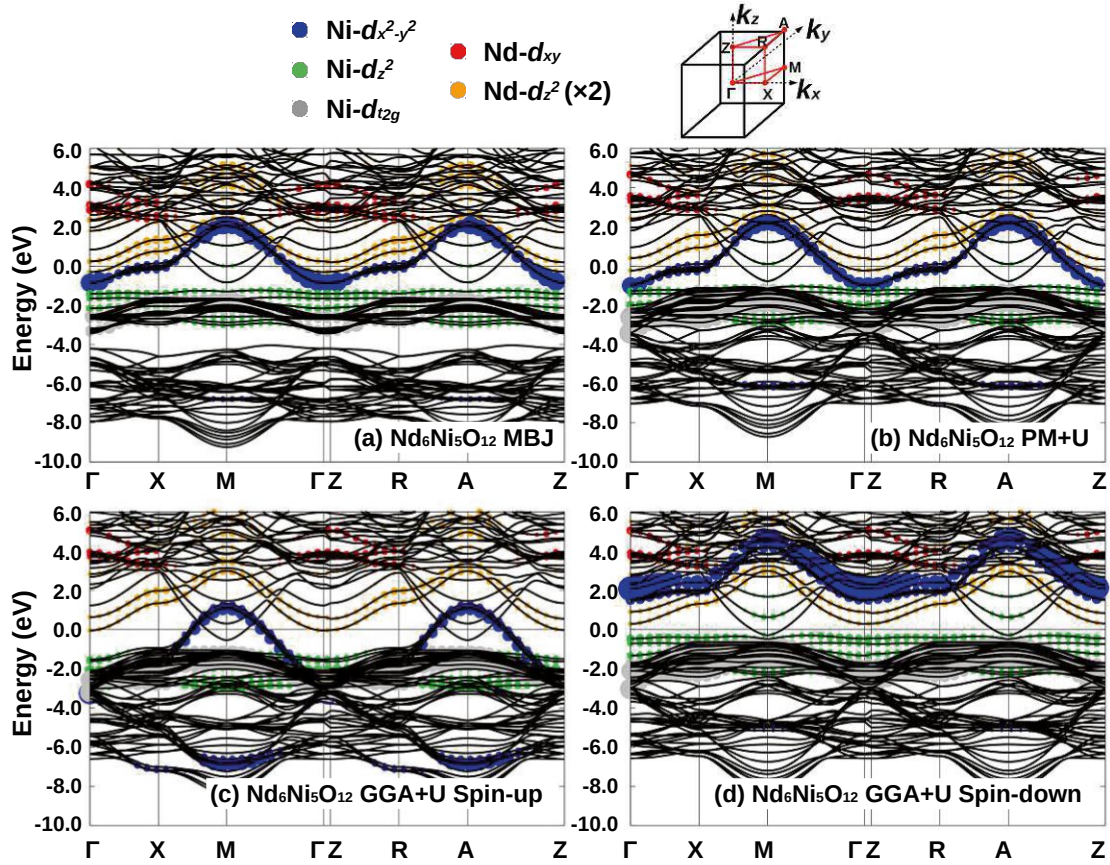 Ni-dx²-y²
Ni-dz²
Ni-dt2g
Nd-dxy
Nd-dz² (×2)
kz
A
ky
Z
R
M
Γ
X
kx
Energy (eV)
6.0
4.0
2.0
0.0
-2.0
-4.0
-6.0
-8.0
-10.0
(a) Nd₆Ni₅O₁₂ MBJ
Γ X M Γ Z R A Z
6.0
4.0
2.0
0.0
-2.0
-4.0
-6.0
-8.0
-10.0
(b) Nd₆Ni₅O₁₂ PM+U
Γ X M Γ Z R A Z
Energy (eV)
6.0
4.0
2.0
0.0
-2.0
-4.0
-6.0
-8.0
-10.0
(c) Nd₆Ni₅O₁₂ GGA+U Spin-up
Γ X M Γ Z R A Z
6.0
4.0
2.0
0.0
-2.0
-4.0
-6.0
-8.0
-10.0
(d) Nd₆Ni₅O₁₂ GGA+U Spin-down
Γ X M Γ Z R A Z